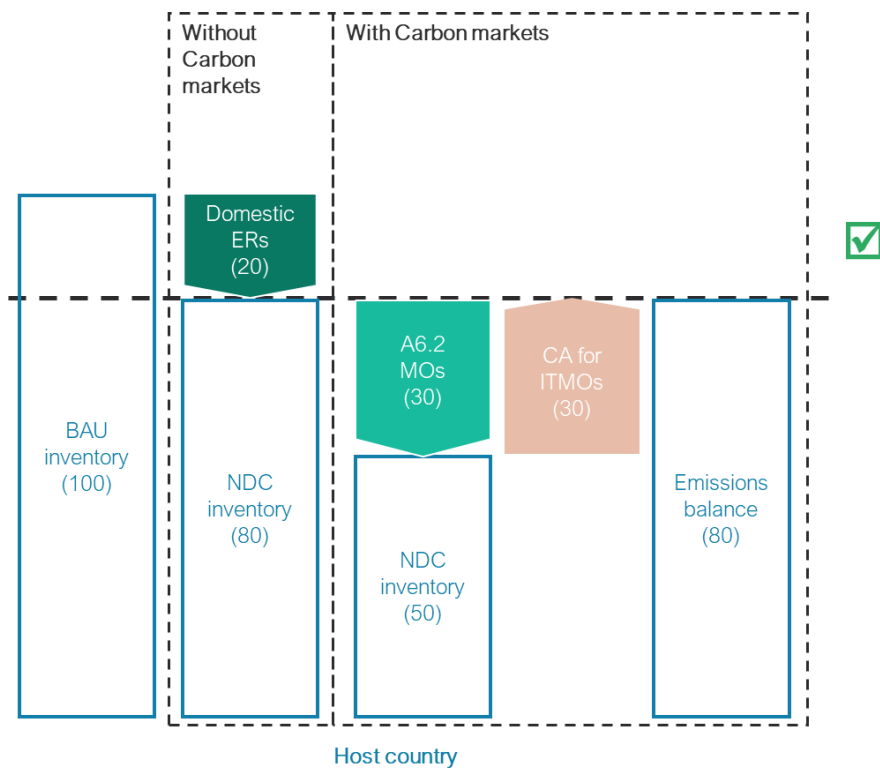 Without
Carbon
markets
With Carbon markets
Domestic
ERs
(20)
A6.2
MOs
(30)
CA for
ITMOs
(30)
BAU
inventory
(100)
NDC
inventory
(80)
NDC
inventory
(50)
Emissions
balance
(80)
Host country